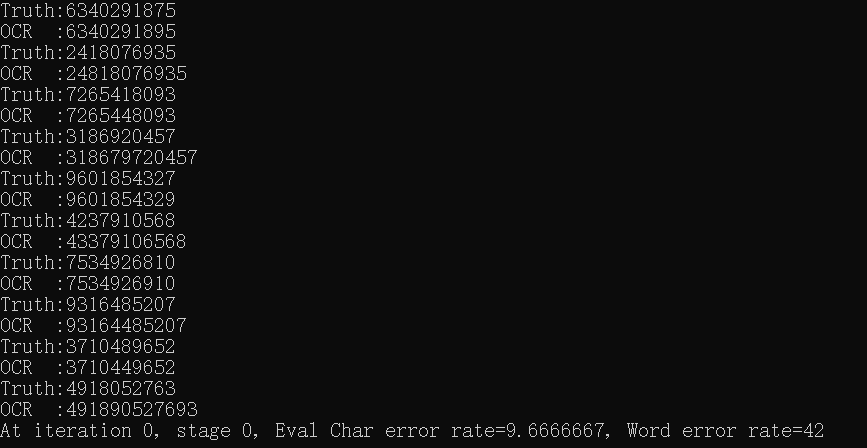 Truth:6340291875
OCR  :6340291895
Truth:2418076935
OCR  :24818076935
Truth:7265418093
OCR  :7265448093
Truth:3186920457
OCR  :318679720457
Truth:9601854327
OCR  :9601854329
Truth:4237910568
OCR  :43379106568
Truth:7534926810
OCR  :7534926910
Truth:9316485207
OCR  :93164485207
Truth:3710489652
OCR  :3710449652
Truth:4918052763
OCR  :491890527693
At iteration 0, stage 0, Eval Char error rate=9.6666667, Word error rate=42